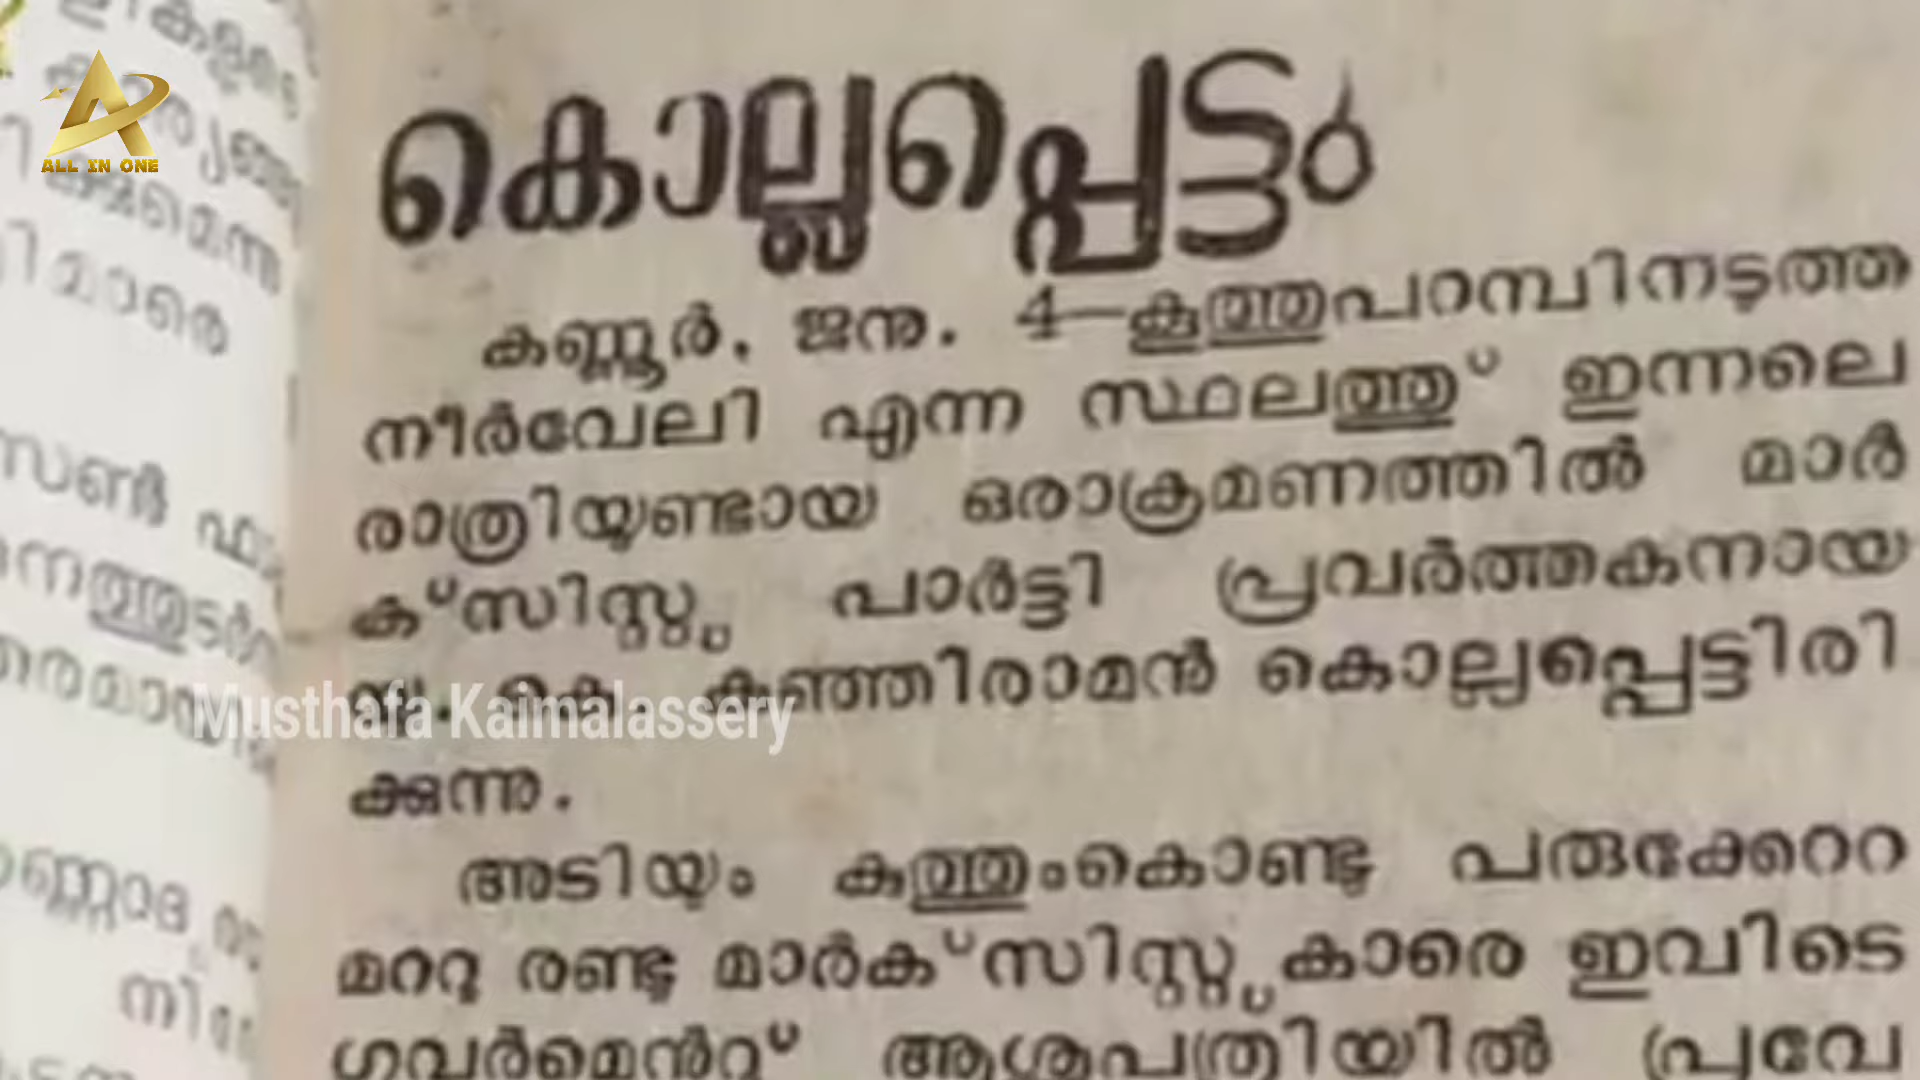 ALL IN ONE
കൊല്ലപ്പെട്ടു
കണ്ണൂർ, ജനു. 4—കൂത്തുപറമ്പിനടുത്ത
നീർവേലി എന്ന സ്ഥലത്തു് ഇന്നലെ
രാത്രിയുണ്ടായ ഒരാക്രമണത്തിൽ മാർ
ക്സിസ്റ്റു പാർട്ടി പ്രവർത്തകനായ
യു. കെ. കുഞ്ഞിരാമൻ കൊല്ലപ്പെട്ടിരി
Musthafa Kaimalassery
ക്കുന്നു.
അടിയും കുത്തുംകൊണ്ടു പരുക്കേററ
മററു രണ്ടു മാർക്സിസ്റ്റുകാരെ ഇവിടെ
ഗവർമെൻറു് ആശുപത്രിയിൽ പ്രവേ